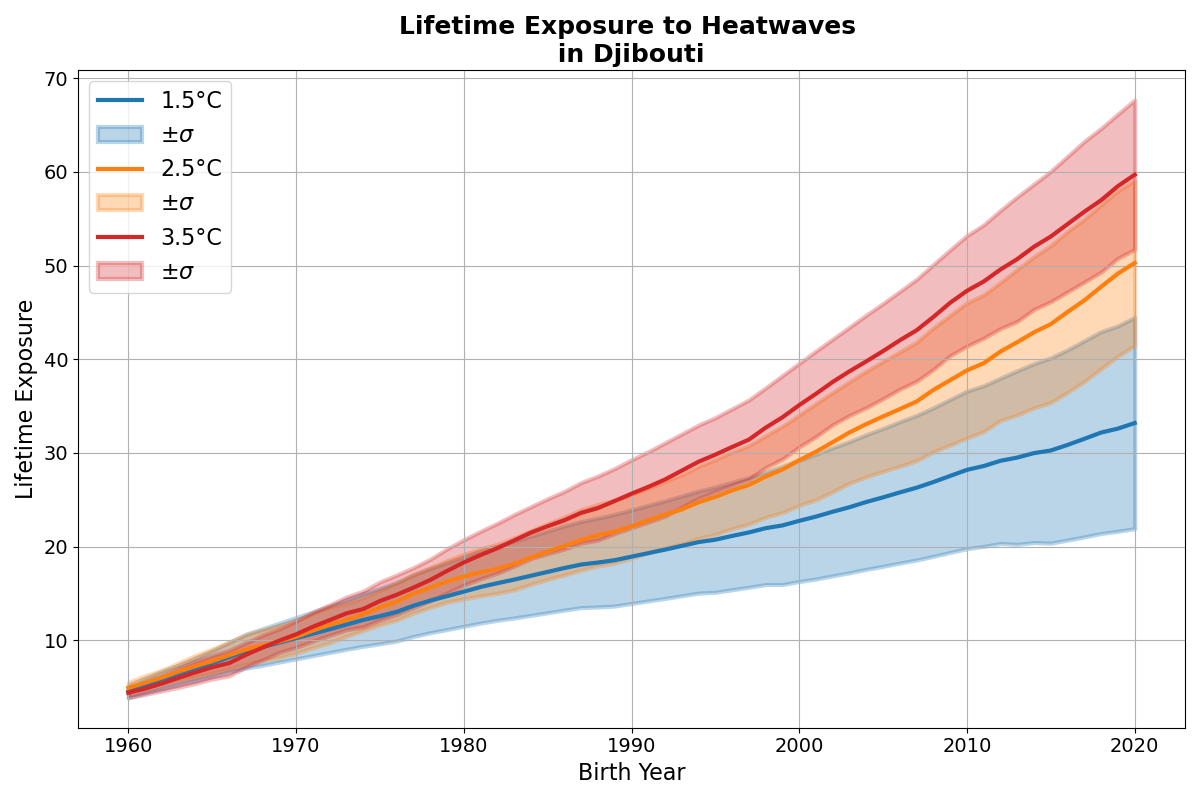 Lifetime Exposure to Heatwaves
in Djibouti
70
60
50
40
30
20
10
Lifetime Exposure
1.5°C
±σ
2.5°C
±σ
3.5°C
±σ
1960 1970 1980 1990 2000 2010 2020
Birth Year